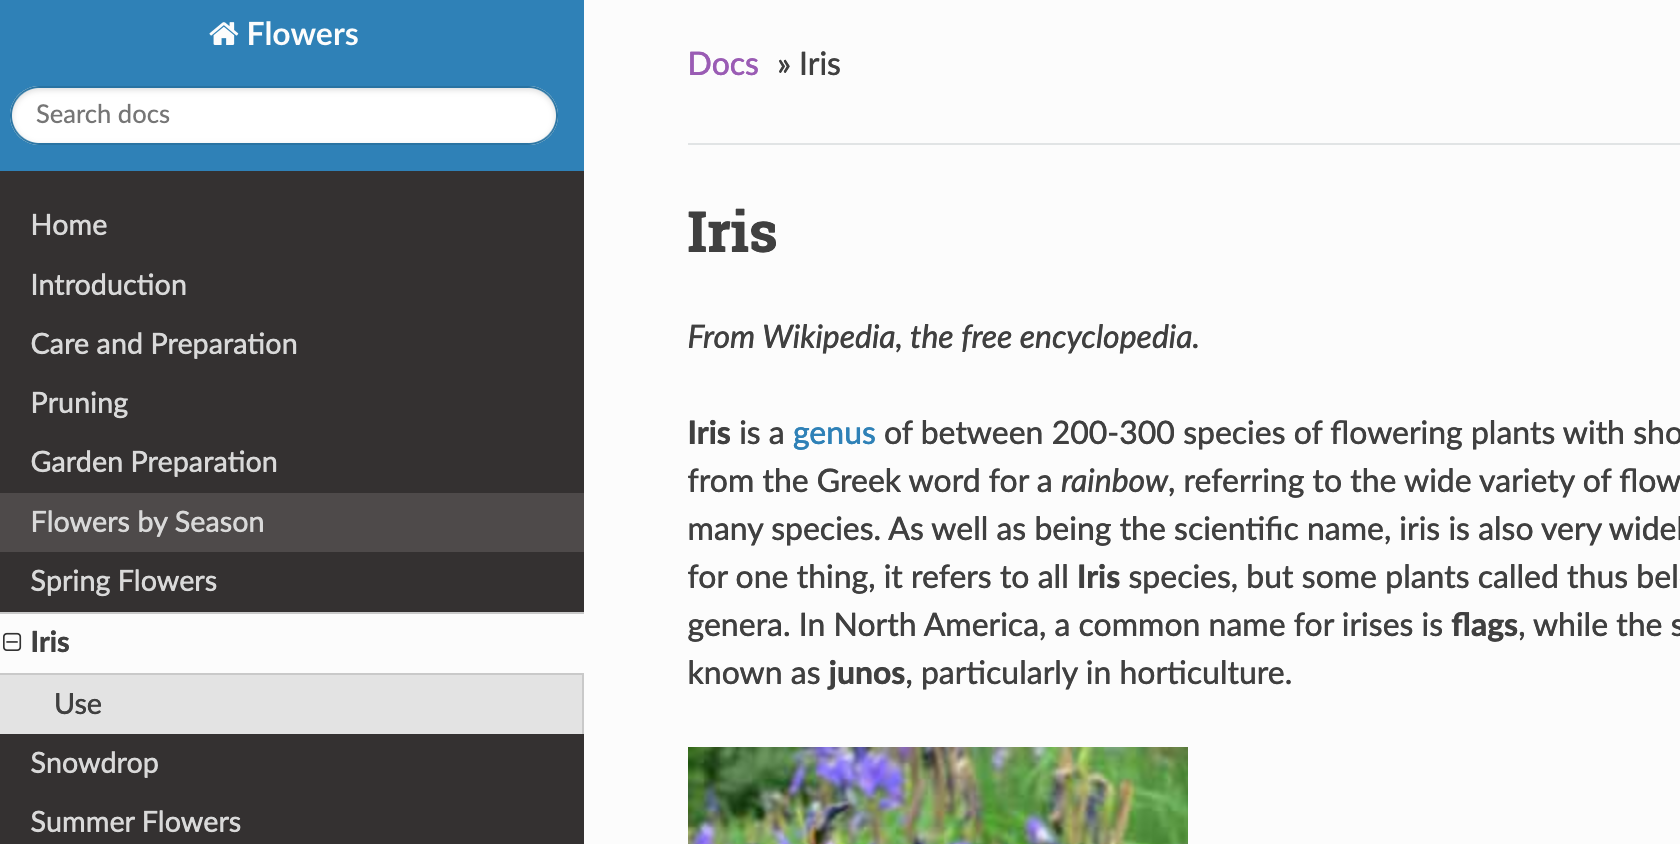 Flowers
Search docs
Home
Introduction
Care and Preparation
Pruning
Garden Preparation
Flowers by Season
Spring Flowers
Iris
Use
Snowdrop
Summer Flowers
Docs » Iris
Iris
From Wikipedia, the free encyclopedia.
Iris is a genus of between 200-300 species of flowering plants with sho
from the Greek word for a rainbow, referring to the wide variety of flow
many species. As well as being the scientific name, iris is also very widel
for one thing, it refers to all Iris species, but some plants called thus bel
genera. In North America, a common name for irises is flags, while the s
known as junos, particularly in horticulture.